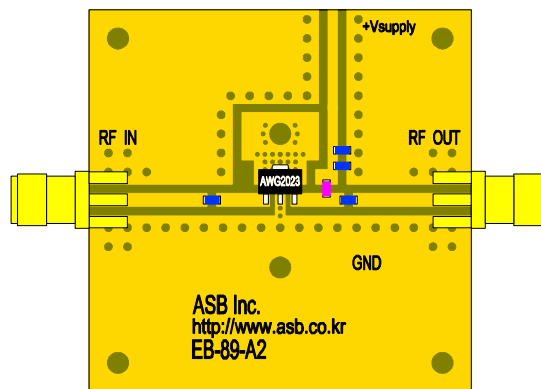 +Vsupply
RF IN
RF OUT
AWG2023
GND
ASB Inc.
http://www.asb.co.kr
EB-89-A2